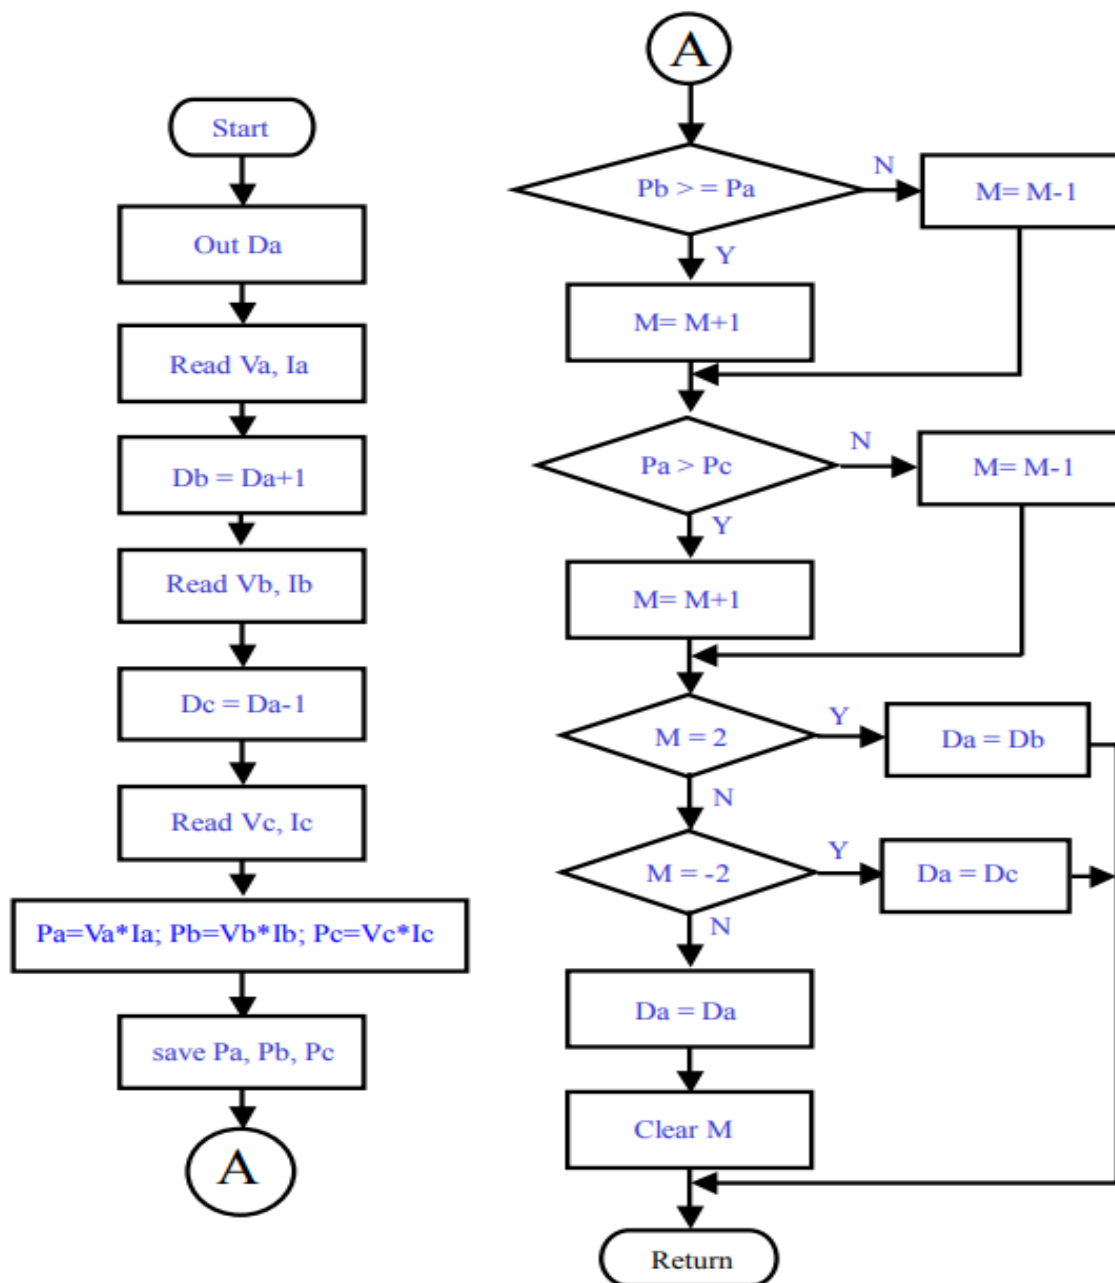 Start
Out Da
Read Va, Ia
Db = Da+1
Read Vb, Ib
Dc = Da-1
Read Vc, Ic
Pa=Va*Ia; Pb=Vb*Ib; Pc=Vc*Ic
save Pa, Pb, Pc
A
A
Pb > = Pa
N
M= M-1
Y
M= M+1
Pa > Pc
N
M= M-1
Y
M= M+1
M = 2
Y
Da = Db
N
M = -2
Y
Da = Dc
N
Da = Da
Clear M
Return